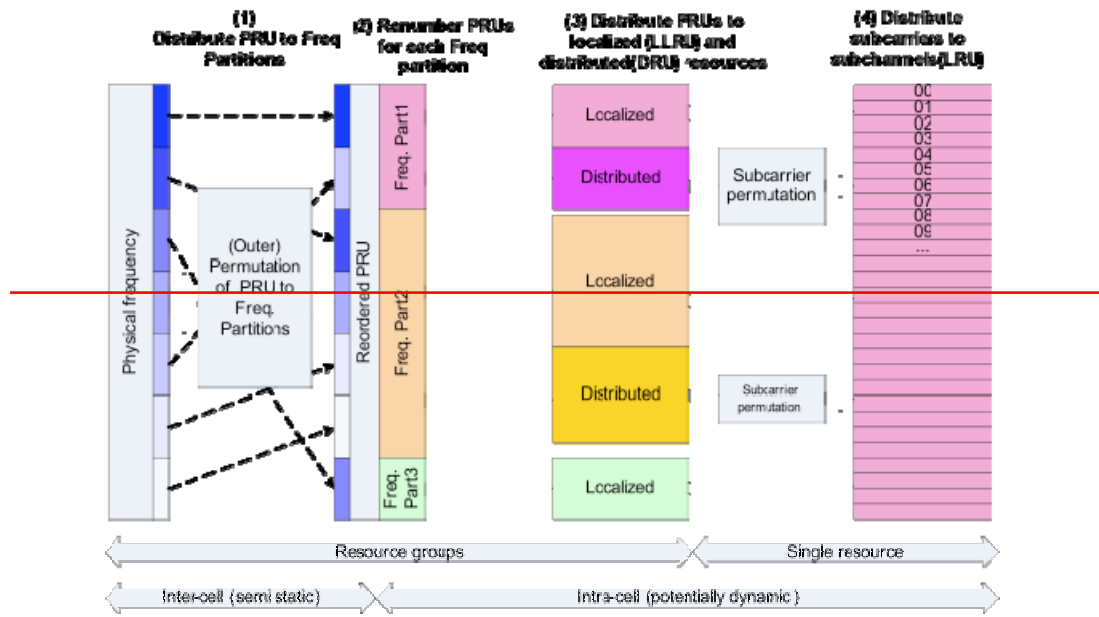 (1)
Distribute PRU to Freq
Partitions
(2) Renumber PRUs
for each Freq
partition
(3) Distribute PRUs to
localized (LLRU) and
distributed(DRU) resources
(4) Distribute
subcarriers to
subchannels(LRU)
Physical frequency
(Outer)
Permutation
of PRU to
Freq.
Partitions
Reordered PRU
Freq. Part1
Freq. Part2
Freq.
Part3
Localized
Distributed
Localized
Distributed
Localized
Subcarrier
permutation
Subcarrier
permutation
00
01
02
03
04
05
06
07
08
09
...
Resource groups
Single resource
Inter-cell (semi static)
Intra-cell (potentially dynamic)